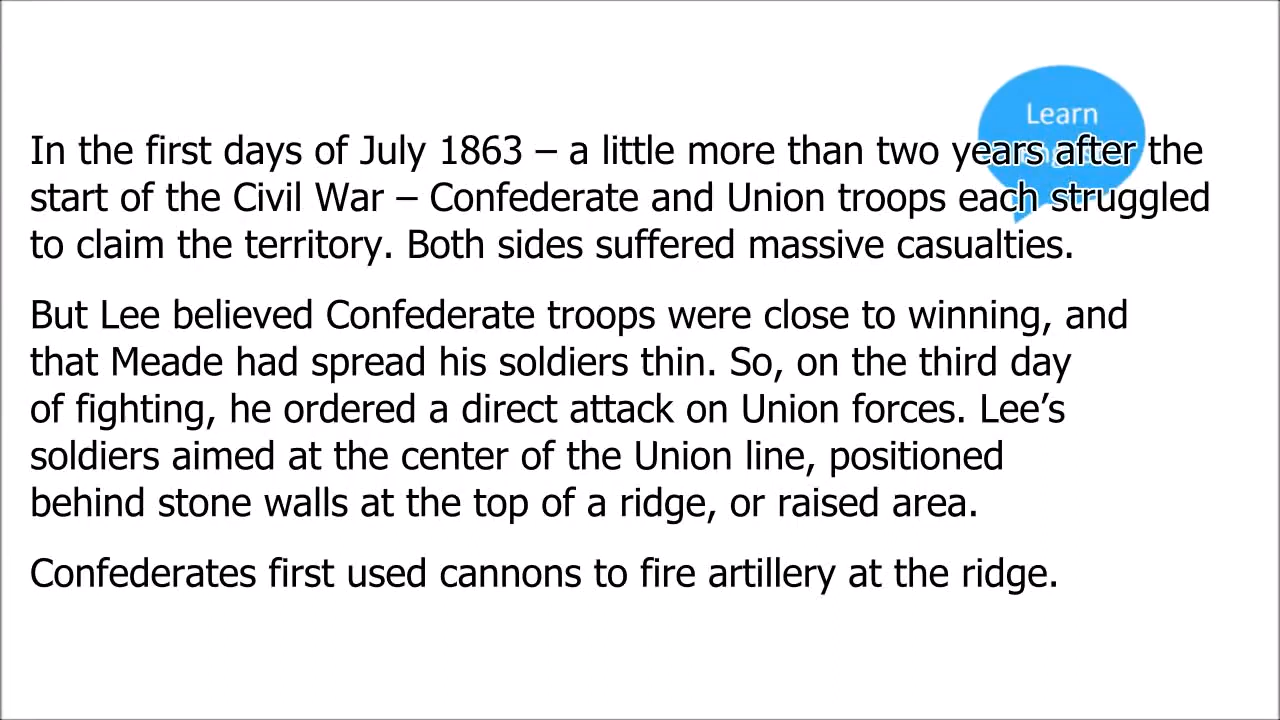 Learn
In the first days of July 1863 – a little more than two years after the
start of the Civil War – Confederate and Union troops each struggled
to claim the territory. Both sides suffered massive casualties.
But Lee believed Confederate troops were close to winning, and
that Meade had spread his soldiers thin. So, on the third day
of fighting, he ordered a direct attack on Union forces. Lee’s
soldiers aimed at the center of the Union line, positioned
behind stone walls at the top of a ridge, or raised area.
Confederates first used cannons to fire artillery at the ridge.